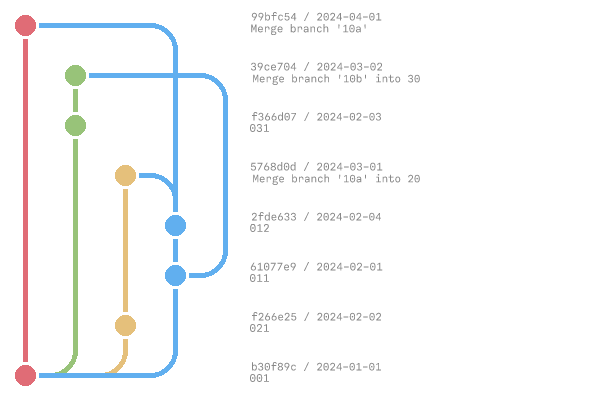 99bfc54 / 2024-04-01
Merge branch '10a'
39ce704 / 2024-03-02
Merge branch '10b' into 30
f366d07 / 2024-02-03
031
5768d0d / 2024-03-01
Merge branch '10a' into 20
2fde633 / 2024-02-04
012
61077e9 / 2024-02-01
011
f266e25 / 2024-02-02
021
b30f89c / 2024-01-01
001